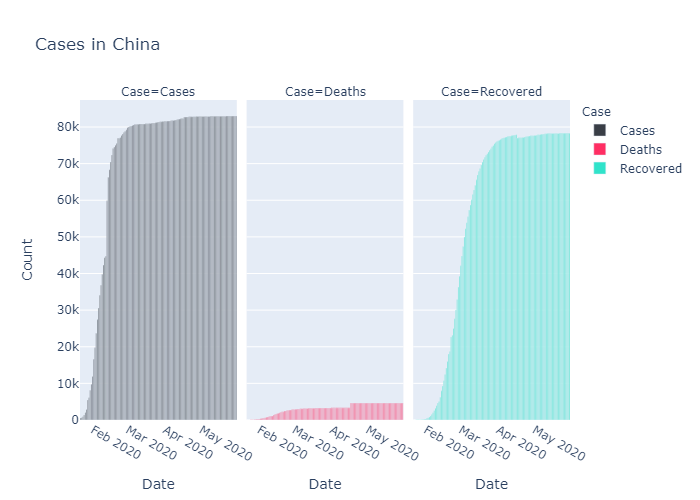 Cases in China
Case=Cases
Case=Deaths
Case=Recovered
Case
Cases
Deaths
Recovered
Count
80k
70k
60k
50k
40k
30k
20k
10k
0
Feb 2020
Mar 2020
Apr 2020
May 2020
Feb 2020
Mar 2020
Apr 2020
May 2020
Feb 2020
Mar 2020
Apr 2020
May 2020
Date
Date
Date